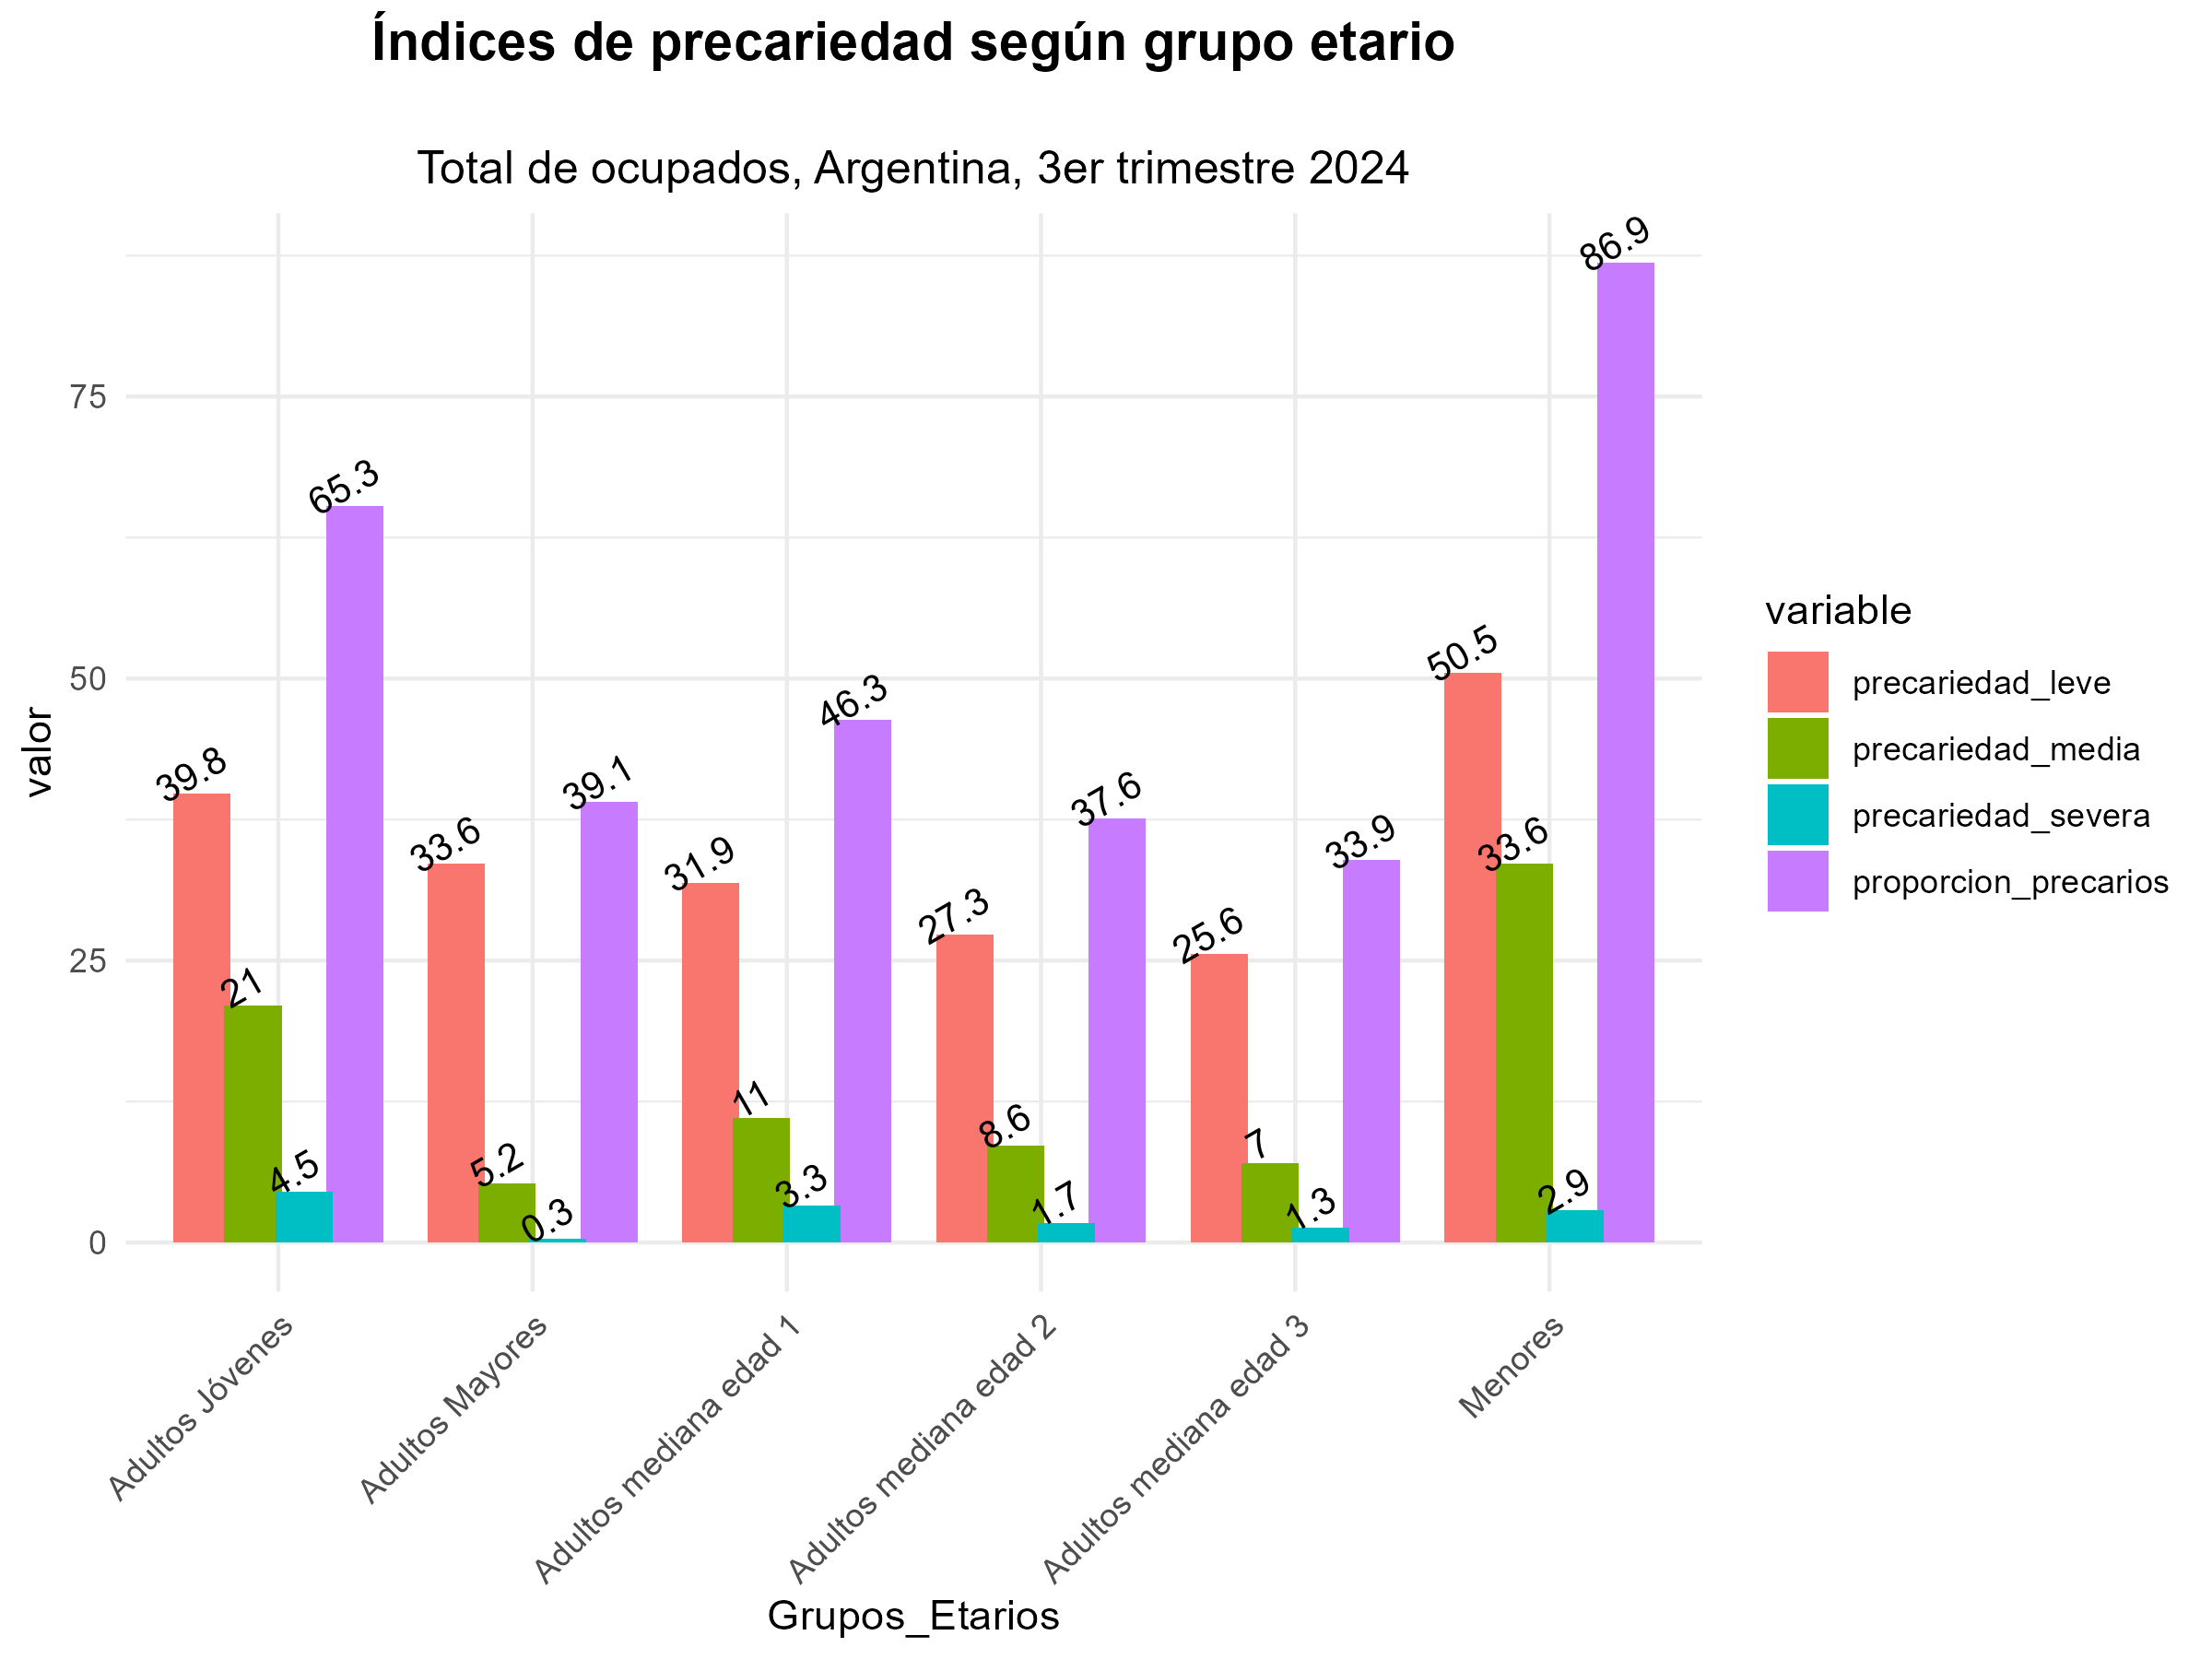 Índices de precariedad según grupo etario
Total de ocupados, Argentina, 3er trimestre 2024
valor
75
50
25
0
39.8
21
4.5
65.3
33.6
5.2
0.3
39.1
31.9
11
3.3
46.3
27.3
8.6
1.7
37.6
25.6
7
1.3
33.9
50.5
33.6
2.9
86.9
Adultos Jóvenes
Adultos Mayores
Adultos mediana edad 1
Adultos mediana edad 2
Adultos mediana edad 3
Menores
Grupos_Etarios
variable
precariedad_leve
precariedad_media
precariedad_severa
proporcion_precarios